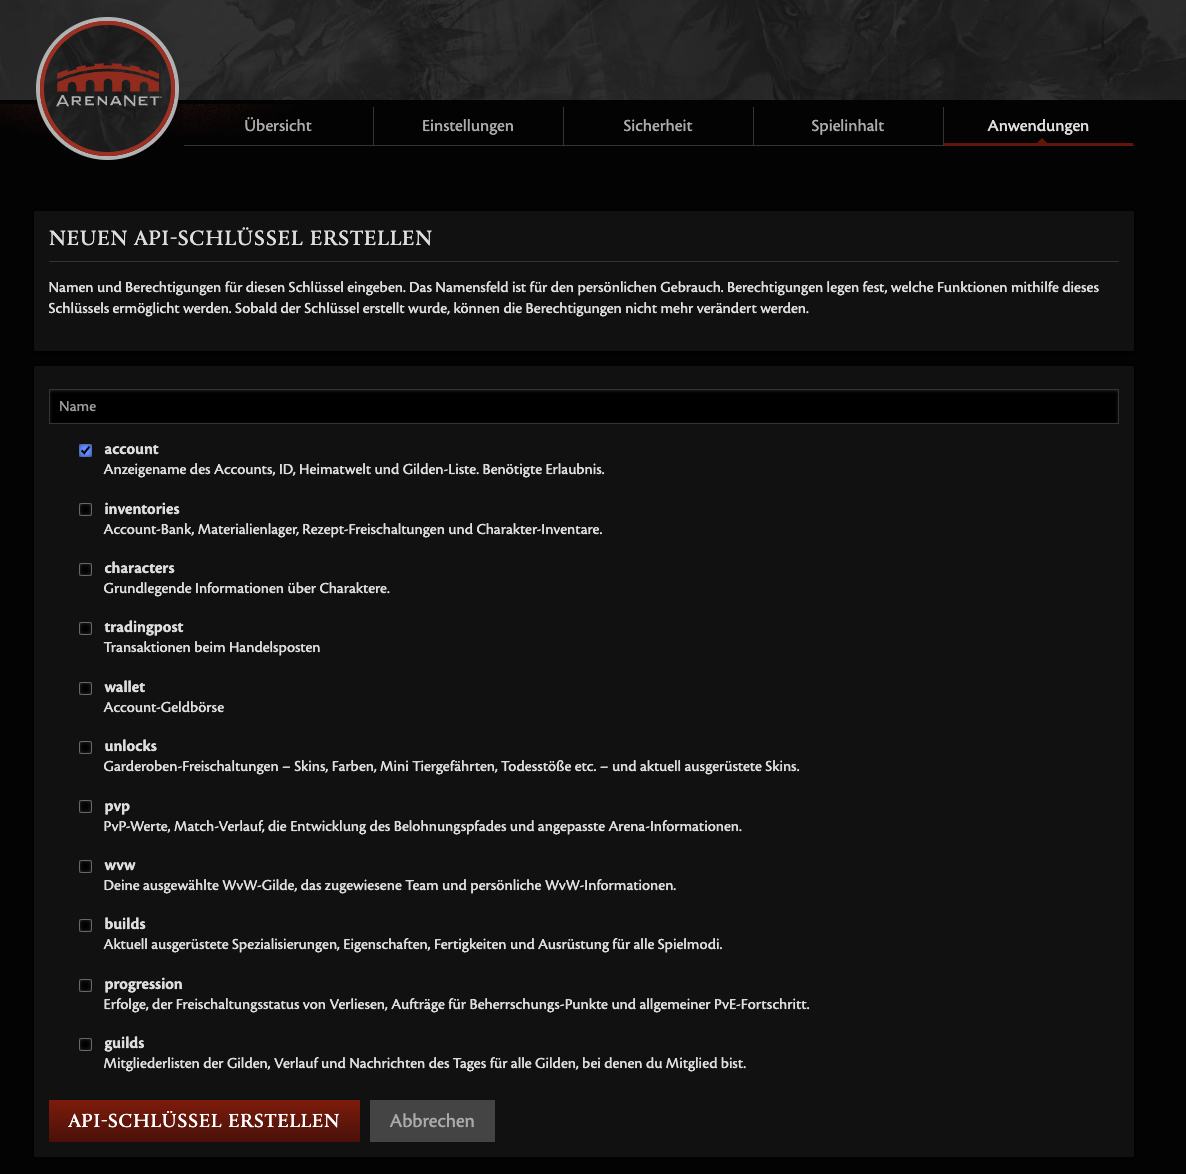 ARENANET
Übersicht
Einstellungen
Sicherheit
Spielinhalt
Anwendungen
NEUEN API-SCHLÜSSEL ERSTELLEN
Namen und Berechtigungen für diesen Schlüssel eingeben. Das Namensfeld ist für den persönlichen Gebrauch. Berechtigungen legen fest, welche Funktionen mithilfe dieses
Schlüssels ermöglicht werden. Sobald der Schlüssel erstellt wurde, können die Berechtigungen nicht mehr verändert werden.
Name
account
Anzeigename des Accounts, ID, Heimatwelt und Gilden-Liste. Benötigte Erlaubnis.
inventories
Account-Bank, Materialienlager, Rezept-Freischaltungen und Charakter-Inventare.
characters
Grundlegende Informationen über Charaktere.
tradingpost
Transaktionen beim Handelsposten
wallet
Account-Geldbörse
unlocks
Garderoben-Freischaltungen – Skins, Farben, Mini Tiergefährten, Todesstöße etc. – und aktuell ausgerüstete Skins.
pvp
PvP-Werte, Match-Verlauf, die Entwicklung des Belohnungspfades und angepasste Arena-Informationen.
wvw
Deine ausgewählte WvW-Gilde, das zugewiesene Team und persönliche WvW-Informationen.
builds
Aktuell ausgerüstete Spezialisierungen, Eigenschaften, Fertigkeiten und Ausrüstung für alle Spielmodi.
progression
Erfolge, der Freischaltungsstatus von Verliesen, Aufträge für Beherrschungs-Punkte und allgemeiner PvE-Fortschritt.
guilds
Mitgliederlisten der Gilden, Verlauf und Nachrichten des Tages für alle Gilden, bei denen du Mitglied bist.
API-SCHLÜSSEL ERSTELLEN
Abbrechen